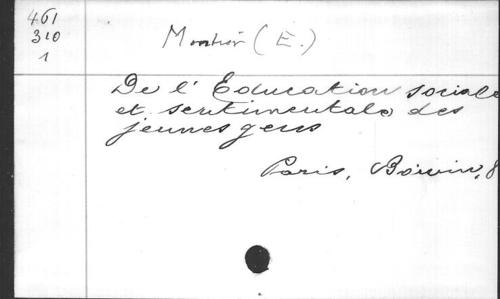 461
310
1
Montier (E.)
De l'Education sociale
et sentimentale des
jeunes gens
Paris, Boivin, 8